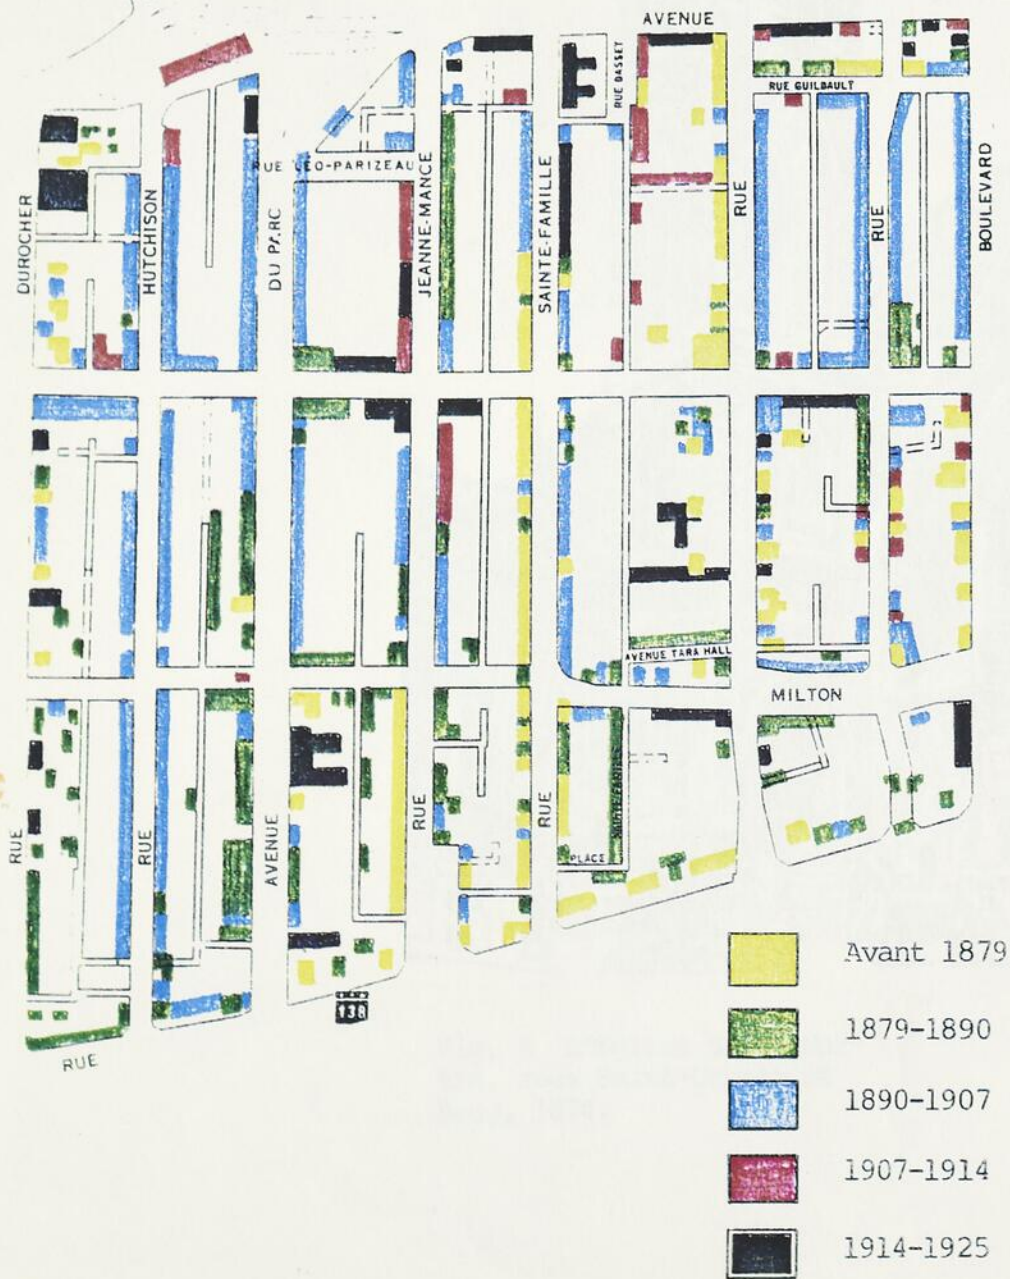 AVENUE
RUE BASSET
RUE GUILBAULT
RUE LÉO-PARIZEAU
DUROCHER
HUTCHISON
DU PARC
JEANNE-MANCE
SAINTE-FAMILLE
RUE
RUE
BOULEVARD
AVENUE TARA HALL
MILTON
RUE
RUE
AVENUE
RUE
RUE
PLACE
138
RUE
Avant 1879
1879-1890
1890-1907
1907-1914
1914-1925